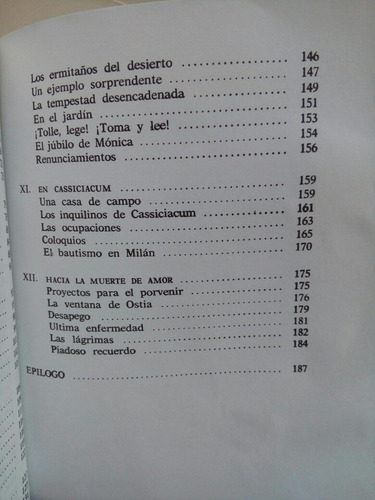 Los ermitaños del desierto .................... 146
Un ejemplo sorprendente .................... 147
La tempestad desencadenada .................... 149
En el jardín .................... 151
¡Tolle, lege! ¡Toma y lee! .................... 153
El júbilo de Mónica .................... 154
Renunciamientos .................... 156
XI. EN CASSICIACUM .................... 159
Una casa de campo .................... 159
Los inquilinos de Cassiciacum .................... 161
Las ocupaciones .................... 163
Coloquios .................... 165
El bautismo en Milán .................... 170
XII. HACIA LA MUERTE DE AMOR .................... 175
Proyectos para el porvenir .................... 175
La ventana de Ostia .................... 176
Desapego .................... 179
Ultima enfermedad .................... 181
Las lágrimas .................... 182
Piadoso recuerdo .................... 184
EPILOGO .................... 187